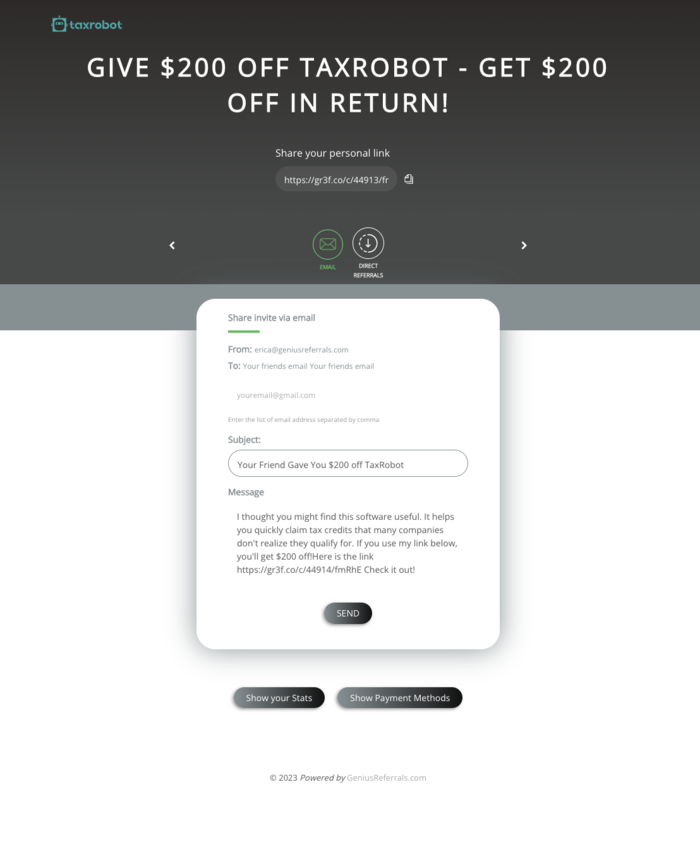 taxrobot
GIVE $200 OFF TAXROBOT - GET $200
OFF IN RETURN!
Share your personal link
https://gr3f.co/c/44913/fr
EMAIL
DIRECT
REFERRALS
Share invite via email
From: erica@geniusreferrals.com
To: Your friends email Your friends email
youremail@gmail.com
Enter the list of email address separated by comma
Subject:
Your Friend Gave You $200 off TaxRobot
Message
I thought you might find this software useful. It helps
you quickly claim tax credits that many companies
don't realize they qualify for. If you use my link below,
you'll get $200 off!Here is the link
https://gr3f.co/c/44914/fmRhE Check it out!
SEND
Show your Stats
Show Payment Methods
© 2023 Powered by GeniusReferrals.com